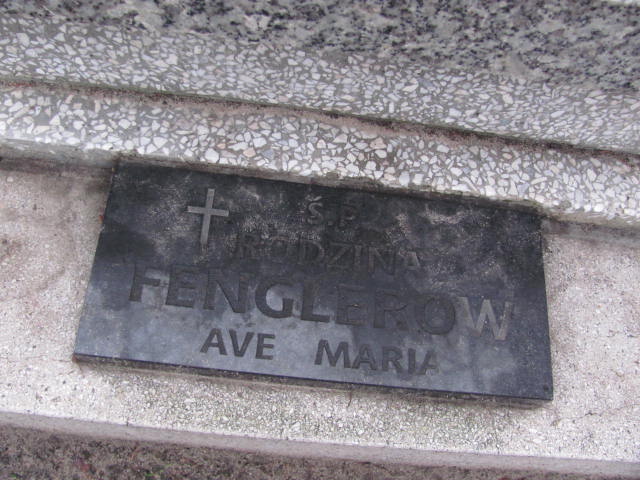 Ś.P.
RODZINA
FENGLERÓW
AVE MARIA